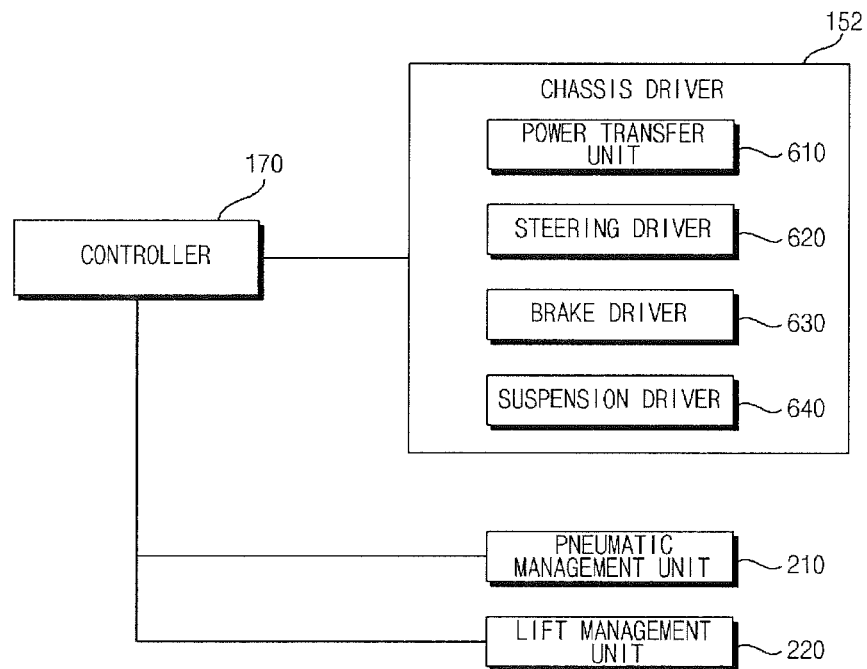 152
CHASSIS DRIVER
POWER TRANSFER
UNIT
610
170
CONTROLLER
STEERING DRIVER
620
BRAKE DRIVER
630
SUSPENSION DRIVER
640
PNEUMATIC
MANAGEMENT UNIT
210
LIFT MANAGEMENT
UNIT
220